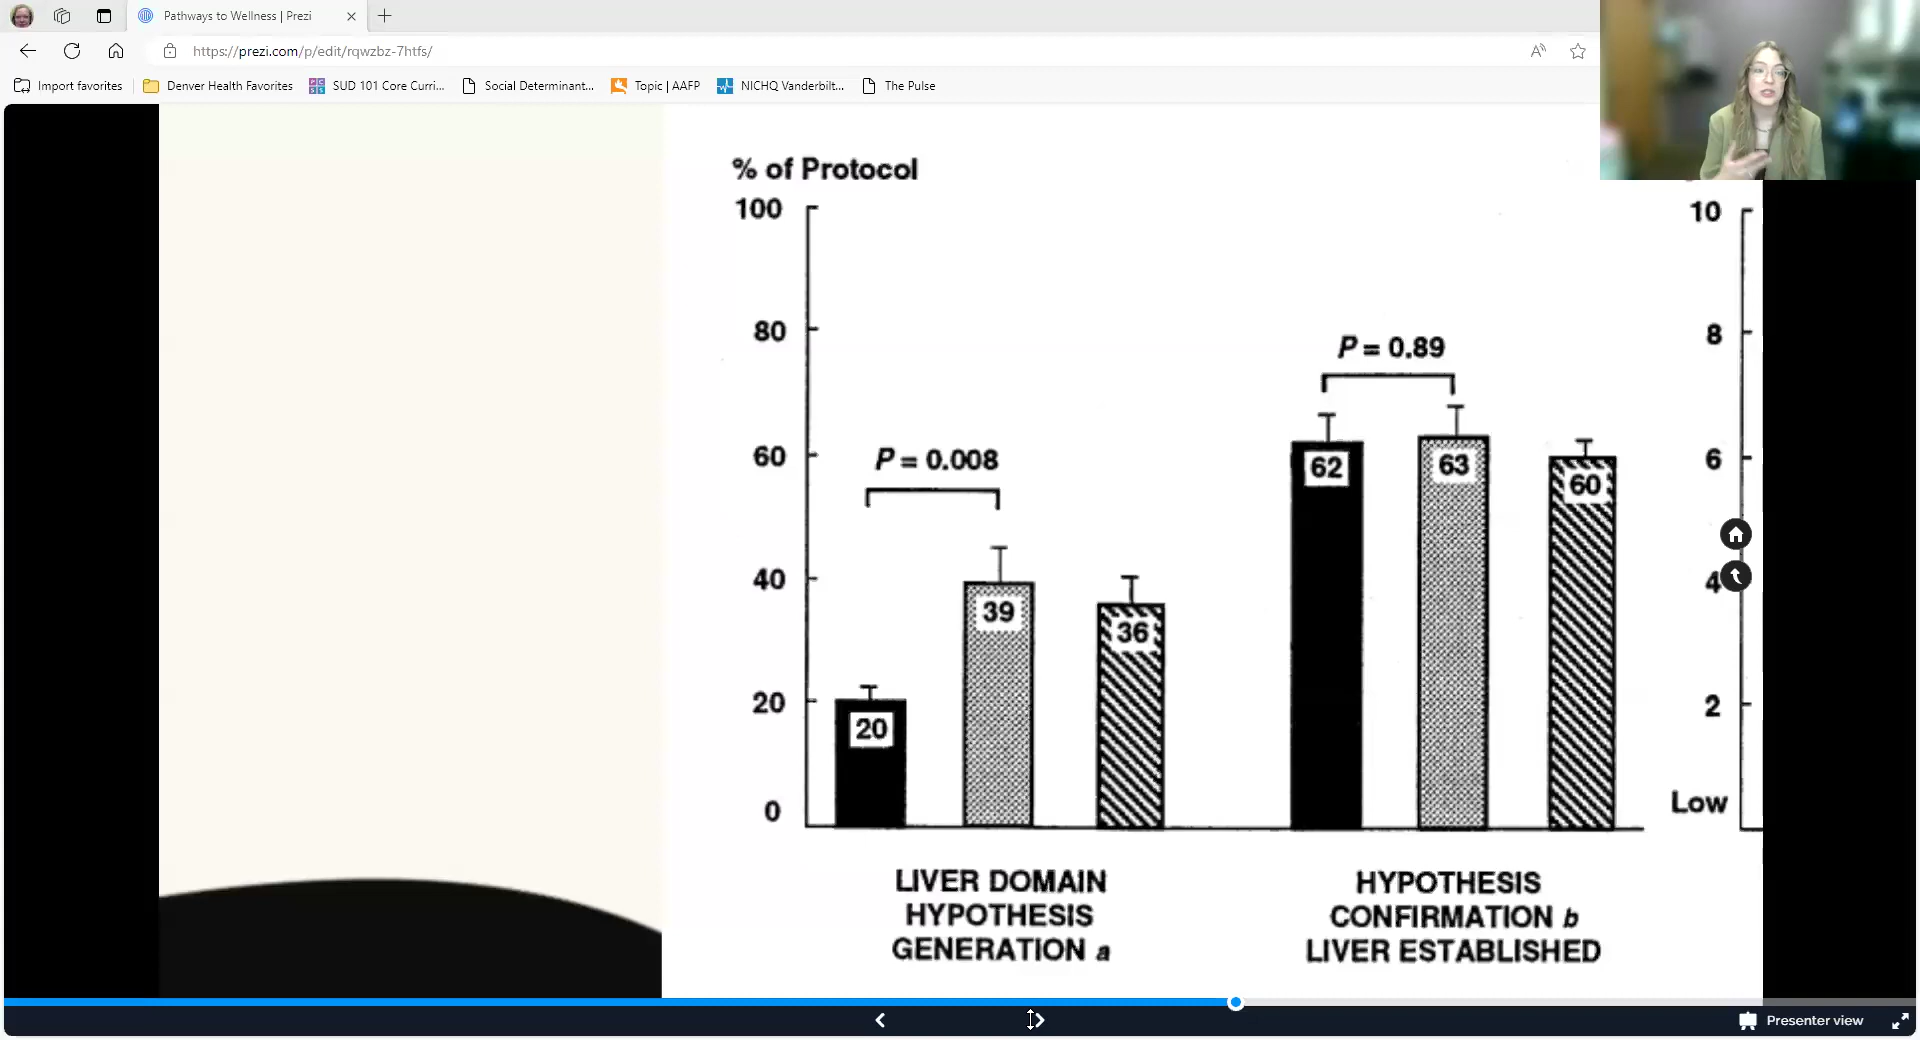 Pathways to Wellness | Prezi
https://prezi.com/p/edit/rqwzbz-7htfs/
Import favorites
Denver Health Favorites
SUD 101 Core Curri...
Social Determinant...
Topic | AAFP
NICHQ Vanderbilt...
The Pulse
% of Protocol
100
80
60
40
20
0
P = 0.008
20
39
36
P = 0.89
62
63
60
10
8
6
4
2
Low
LIVER DOMAIN
HYPOTHESIS
GENERATION a
HYPOTHESIS
CONFIRMATION b
LIVER ESTABLISHED
Presenter view